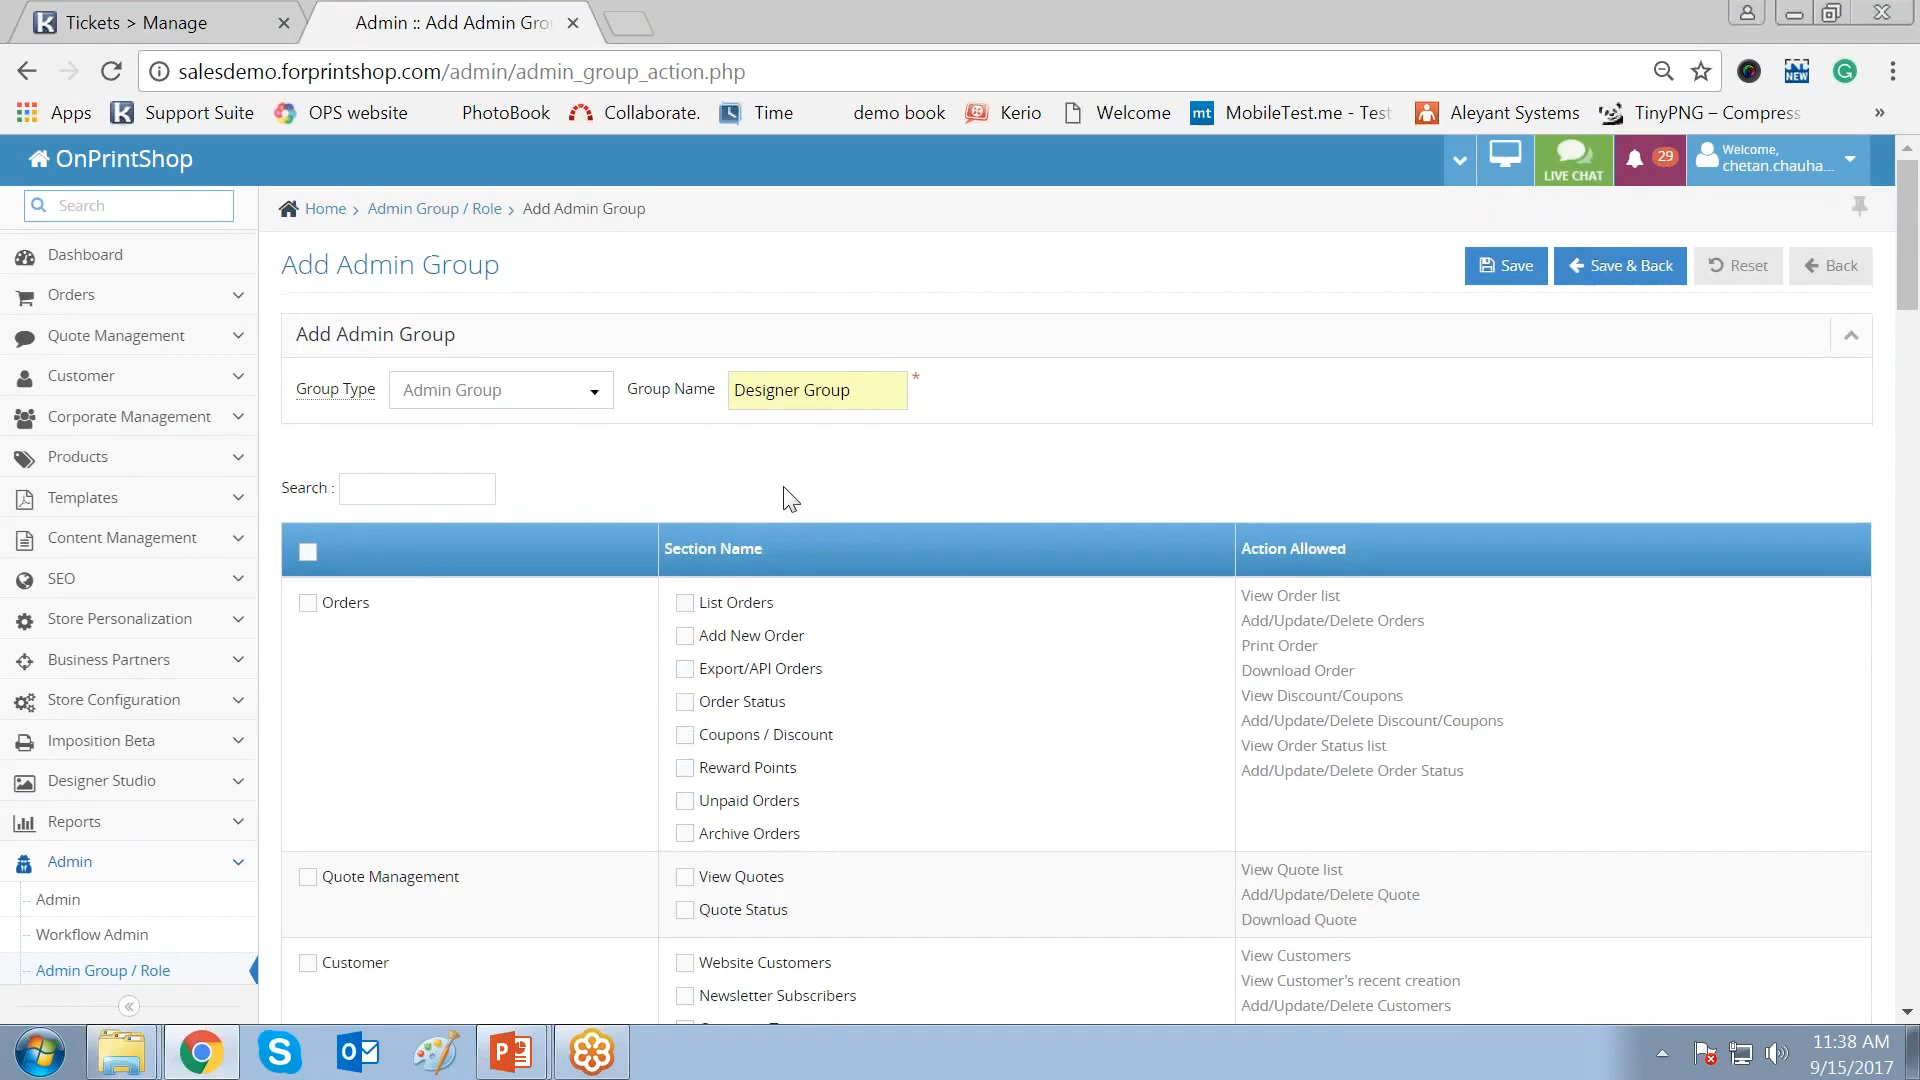 Tickets > Manage
Admin :: Add Admin Gro
salesdemo.forprintshop.com/admin/admin_group_action.php
Apps Support Suite OPS website PhotoBook Collaborate. Time demo book Kerio Welcome MobileTest.me - Test Aleyant Systems TinyPNG – Compress »
NEW
mt
OnPrintShop
LIVE CHAT
29
Welcome,
chetan.chauha...
Search
Home > Admin Group / Role > Add Admin Group
Add Admin Group
Save
Save & Back
Reset
Back
Dashboard
Orders
Quote Management
Customer
Corporate Management
Products
Templates
Content Management
SEO
Store Personalization
Business Partners
Store Configuration
Imposition Beta
Designer Studio
Reports
Admin
Admin
Workflow Admin
Admin Group / Role
«
Add Admin Group
Group Type Admin Group Group Name Designer Group *
Search :
Section Name Action Allowed
Orders
List Orders
Add New Order
Export/API Orders
Order Status
Coupons / Discount
Reward Points
Unpaid Orders
Archive Orders
View Order list
Add/Update/Delete Orders
Print Order
Download Order
View Discount/Coupons
Add/Update/Delete Discount/Coupons
View Order Status list
Add/Update/Delete Order Status
Quote Management
View Quotes
Quote Status
View Quote list
Add/Update/Delete Quote
Download Quote
Customer
Website Customers
Newsletter Subscribers
View Customers
View Customer's recent creation
Add/Update/Delete Customers
11:38 AM
9/15/2017